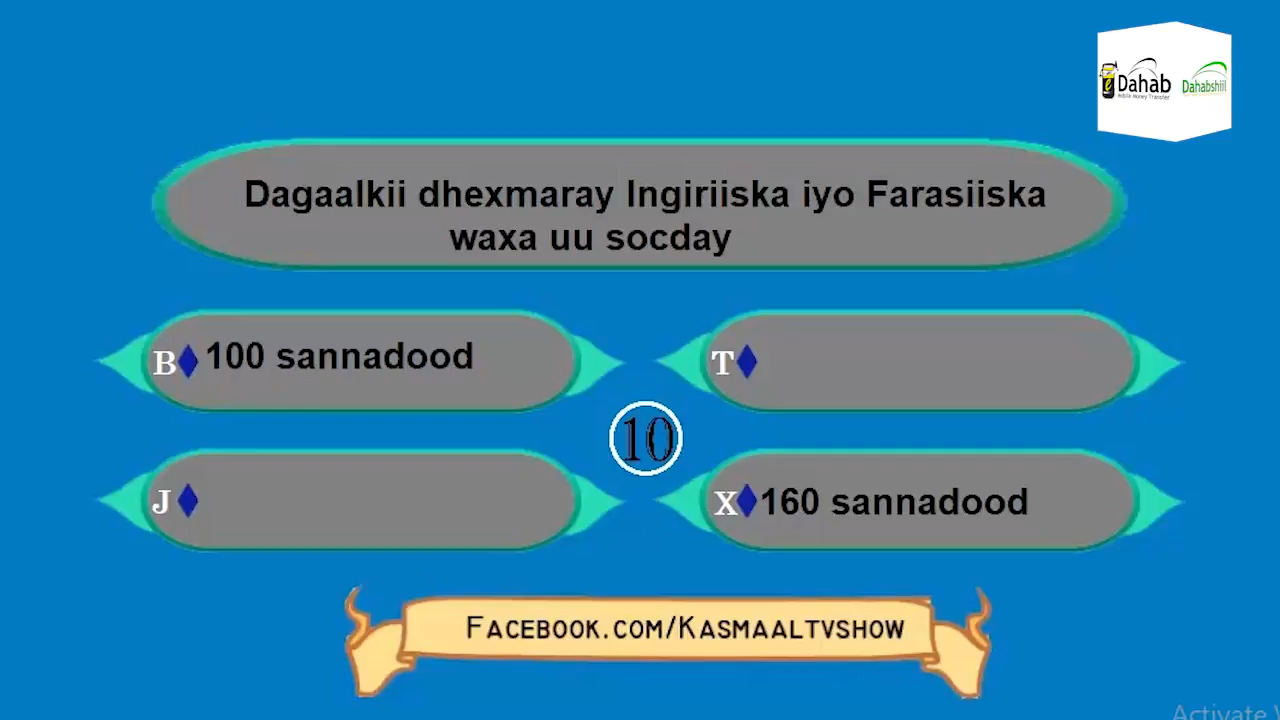 Dahab
Dahabshiil
Dagaalkii dhexmaray Ingiriiska iyo Farasiiska
waxa uu socday
B 100 sannadood
T
10
J
X 160 sannadood
Facebook.com/Kasmaaltvshow
Activate